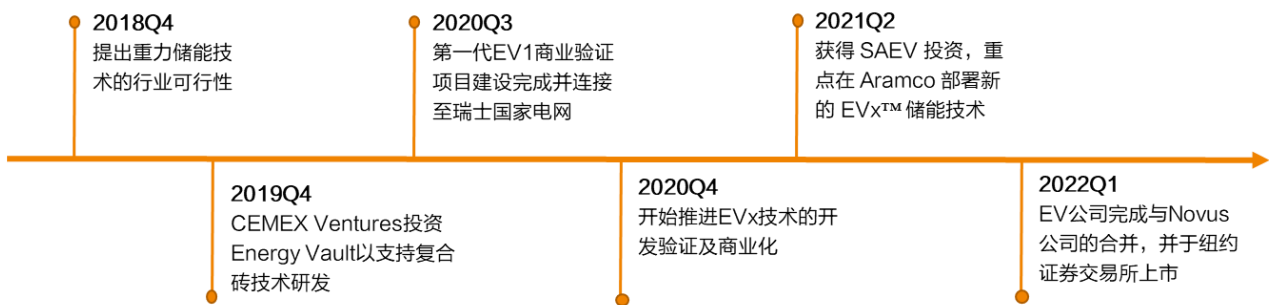 2018Q4
提出重力储能技
术的行业可行性
2019Q4
CEMEX Ventures投资
Energy Vault以支持复合
砖技术研发
2020Q3
第一代EV1商业验证
项目建设完成并连接
至瑞士国家电网
2020Q4
开始推进EVx技术的开
发验证及商业化
2021Q2
获得 SAEV 投资，重
点在 Aramco 部署新
的 EVx™ 储能技术
2022Q1
EV公司完成与Novus
公司的合并，并于纽约
证券交易所上市